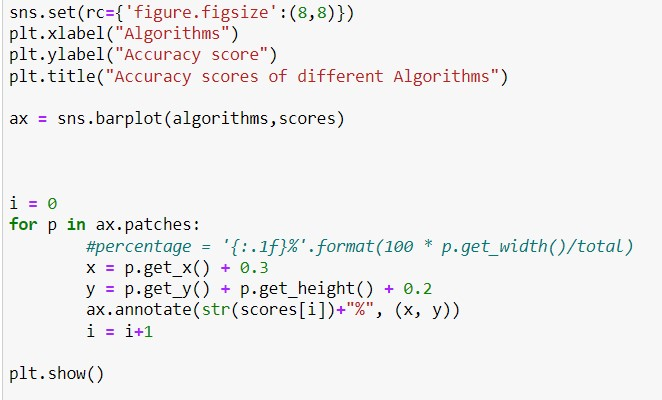 sns.set(rc={'figure.figsize':(8,8)})
plt.xlabel("Algorithms")
plt.ylabel("Accuracy score")
plt.title("Accuracy scores of different Algorithms")
ax = sns.barplot(algorithms,scores)
i = 0
for p in ax.patches:
        #percentage = '{:.1f}%'.format(100 * p.get_width()/total)
        x = p.get_x() + 0.3
        y = p.get_y() + p.get_height() + 0.2
        ax.annotate(str(scores[i])+"%", (x, y))
        i = i+1
plt.show()